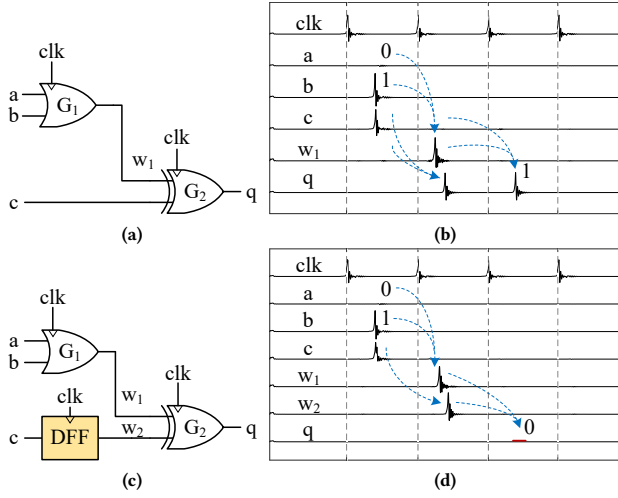 clk
a
b
G1
w1
clk
G2
q
c
(a)
clk
a 0
b 1
c
w1
q 1
(b)
clk
a
b
G1
w1
clk
clk
G2
q
c DFF w2
(c)
clk
a 0
b 1
c
w1
w2
q 0
(d)